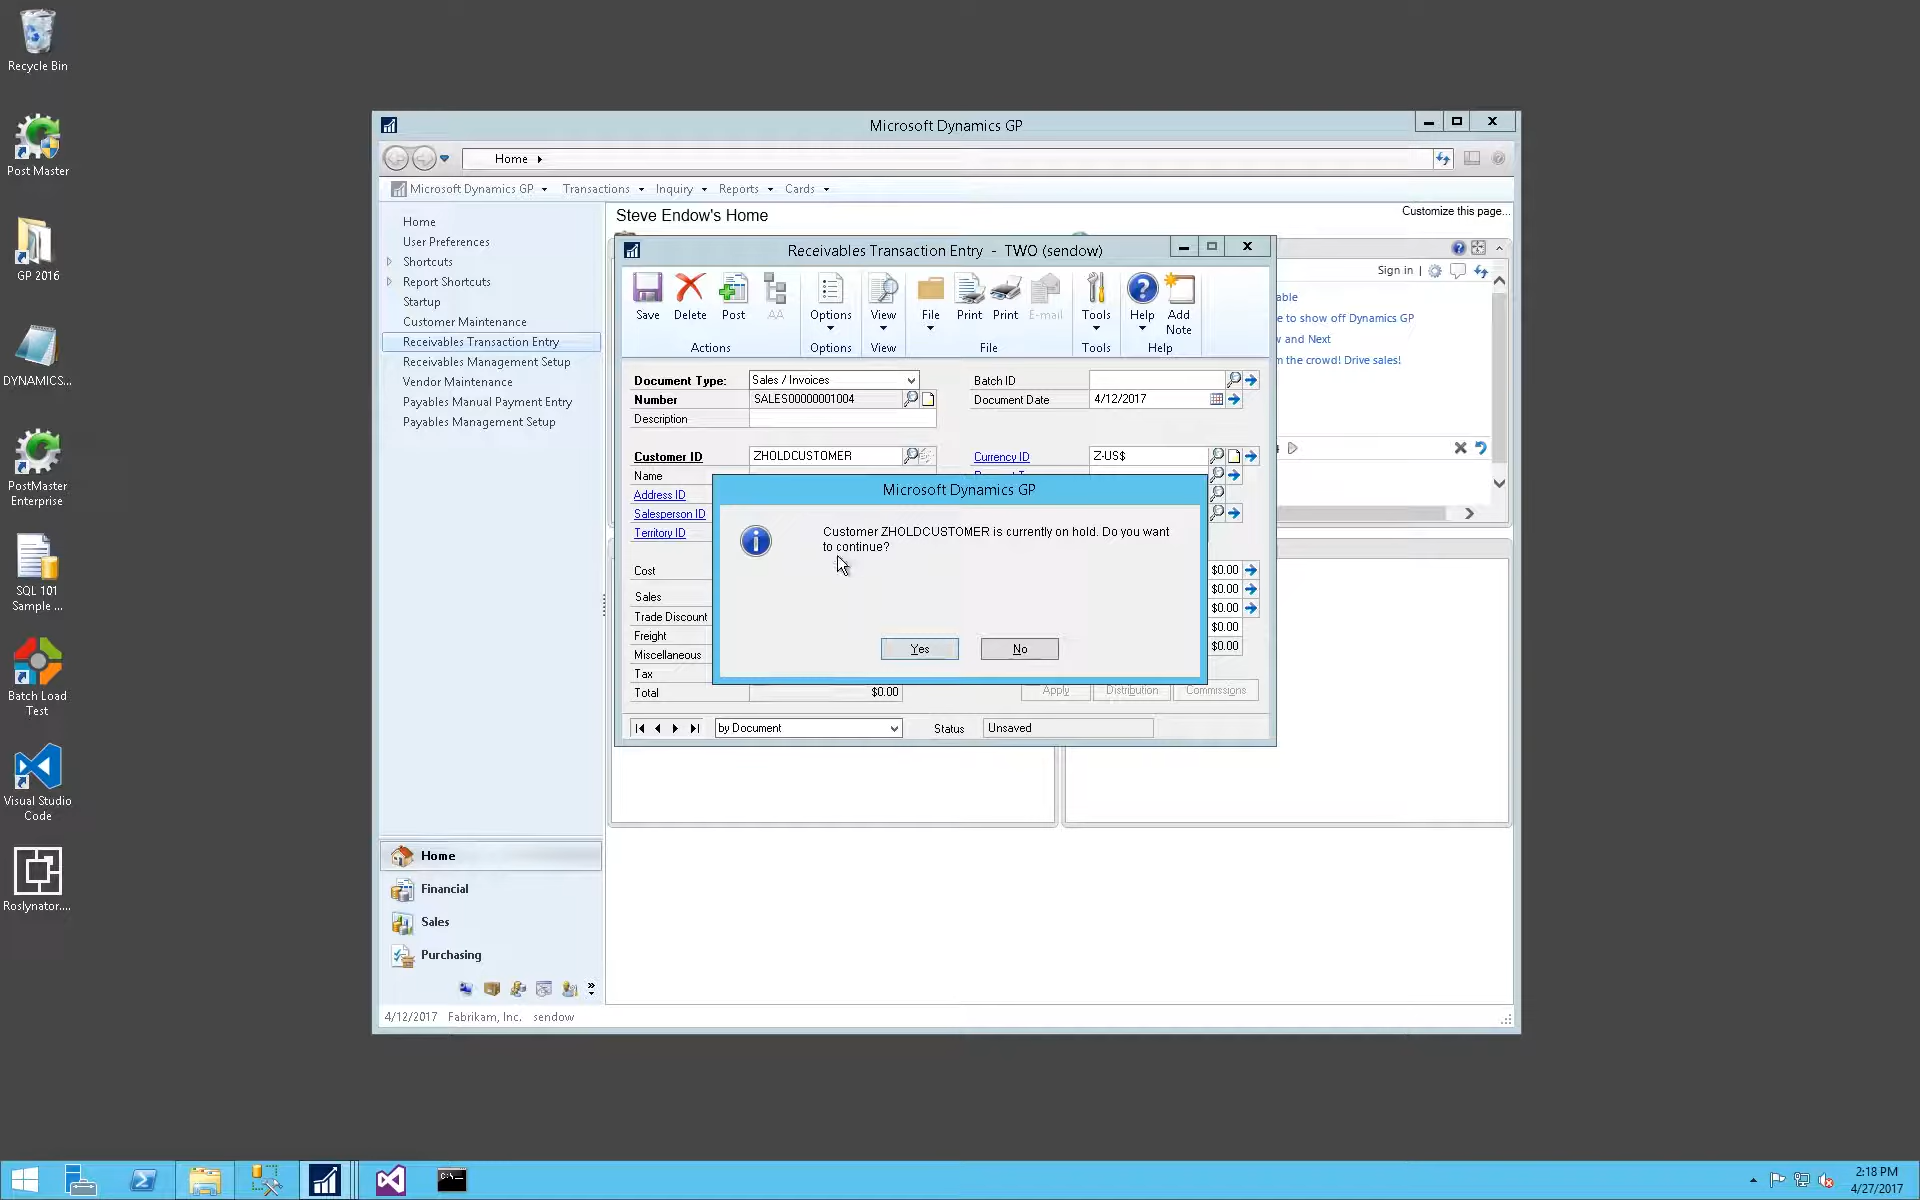 Recycle Bin
Post Master
GP 2016
DYNAMICS...
PostMaster
Enterprise
SQL 101
Sample ...
Batch Load
Test
Visual Studio
Code
Roslynator....
Microsoft Dynamics GP
Home
Microsoft Dynamics GP Transactions Inquiry Reports Cards
Home
User Preferences
Shortcuts
Report Shortcuts
Startup
Customer Maintenance
Receivables Transaction Entry
Receivables Management Setup
Vendor Maintenance
Payables Manual Payment Entry
Payables Management Setup
Home
Financial
Sales
Purchasing
4/12/2017 Fabrikam, Inc. sendow
Steve Endow's Home
Customize this page...
Sign in |
able
e to show off Dynamics GP
w and Next
m the crowd! Drive sales!
Receivables Transaction Entry - TWO (sendow)
Save Delete Post AA Options View File Print Print E-mail Tools Help Add
Note
Actions Options View File Tools Help
Document Type: Sales / Invoices Batch ID
Number SALES00000001004 Document Date 4/12/2017
Description
Customer ID ZHOLDCUSTOMER Currency ID Z-US$
Name
Address ID
Salesperson ID
Territory ID
Cost $0.00
$0.00
Sales
$0.00
Trade Discount
$0.00
Freight
$0.00
Miscellaneous
Tax
Total $0.00 Apply Distribution Commissions
by Document Status Unsaved
Microsoft Dynamics GP
Customer ZHOLDCUSTOMER is currently on hold. Do you want
to continue?
Yes No
2:18 PM
4/27/2017